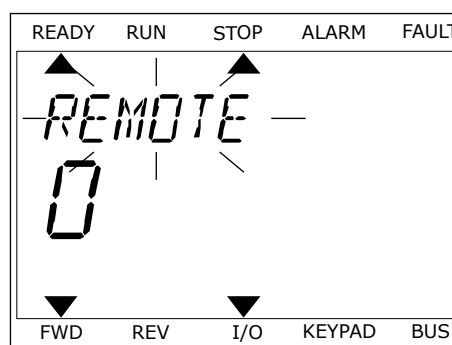 READY RUN STOP ALARM FAULT
REMOTE
0
FWD REV I/O KEYPAD BUS